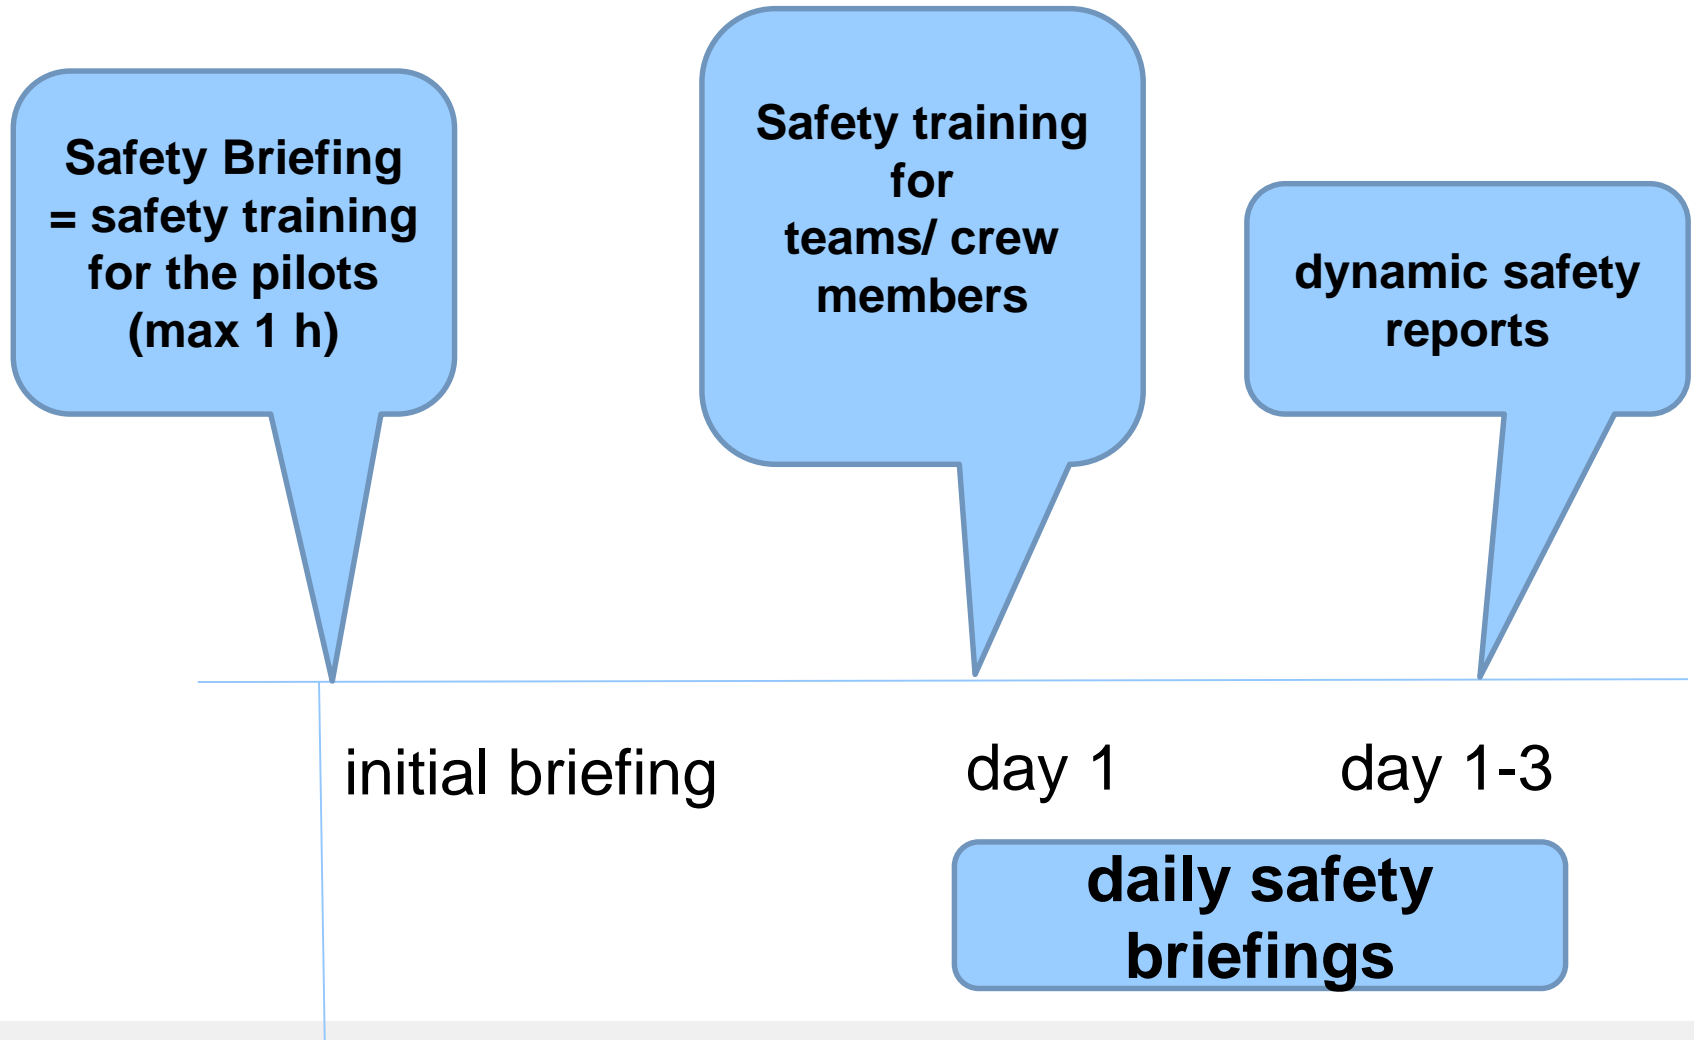 Safety Briefing
= safety training
for the pilots
(max 1 h)
Safety training
for
teams/ crew
members
dynamic safety
reports
initial briefing
day 1
day 1-3
daily safety
briefings